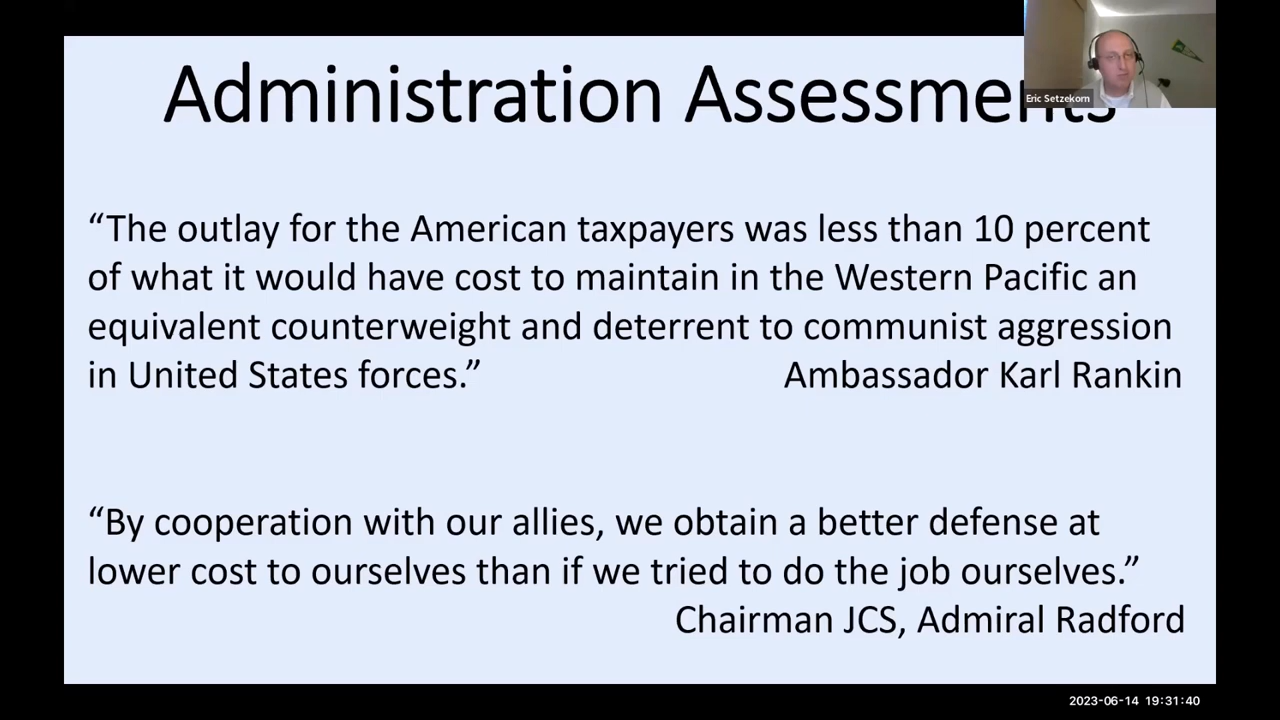 Administration Assessments
Eric Setzekorn
“The outlay for the American taxpayers was less than 10 percent
of what it would have cost to maintain in the Western Pacific an
equivalent counterweight and deterrent to communist aggression
in United States forces.” Ambassador Karl Rankin
“By cooperation with our allies, we obtain a better defense at
lower cost to ourselves than if we tried to do the job ourselves.”
Chairman JCS, Admiral Radford
2023-06-14 19:31:40